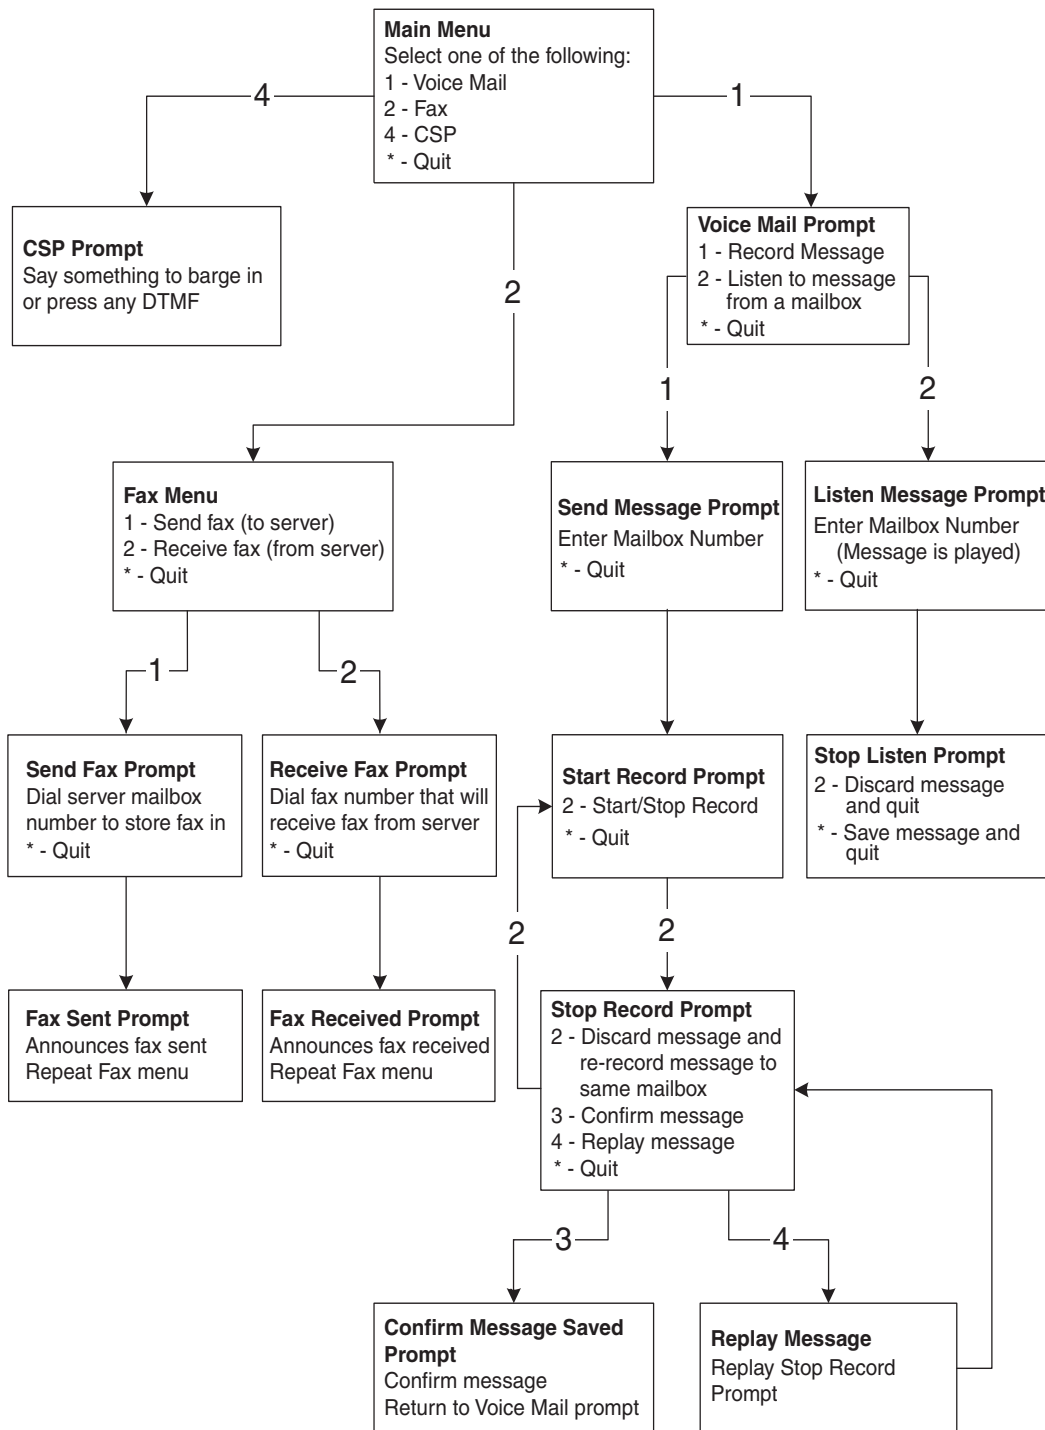 Main Menu
Select one of the following:
1 - Voice Mail
2 - Fax
4 - CSP
* - Quit
4
1
2
CSP Prompt
Say something to barge in
or press any DTMF
Voice Mail Prompt
1 - Record Message
2 - Listen to message
from a mailbox
* - Quit
1
2
Fax Menu
1 - Send fax (to server)
2 - Receive fax (from server)
* - Quit
Send Message Prompt
Enter Mailbox Number
* - Quit
Listen Message Prompt
Enter Mailbox Number
(Message is played)
* - Quit
1
2
Send Fax Prompt
Dial server mailbox
number to store fax in
* - Quit
Receive Fax Prompt
Dial fax number that will
receive fax from server
* - Quit
Start Record Prompt
2 - Start/Stop Record
* - Quit
Stop Listen Prompt
2 - Discard message
and quit
* - Save message and
quit
2
2
Fax Sent Prompt
Announces fax sent
Repeat Fax menu
Fax Received Prompt
Announces fax received
Repeat Fax menu
Stop Record Prompt
2 - Discard message and
re-record message to
same mailbox
3 - Confirm message
4 - Replay message
* - Quit
3
4
Confirm Message Saved
Prompt
Confirm message
Return to Voice Mail prompt
Replay Message
Replay Stop Record
Prompt